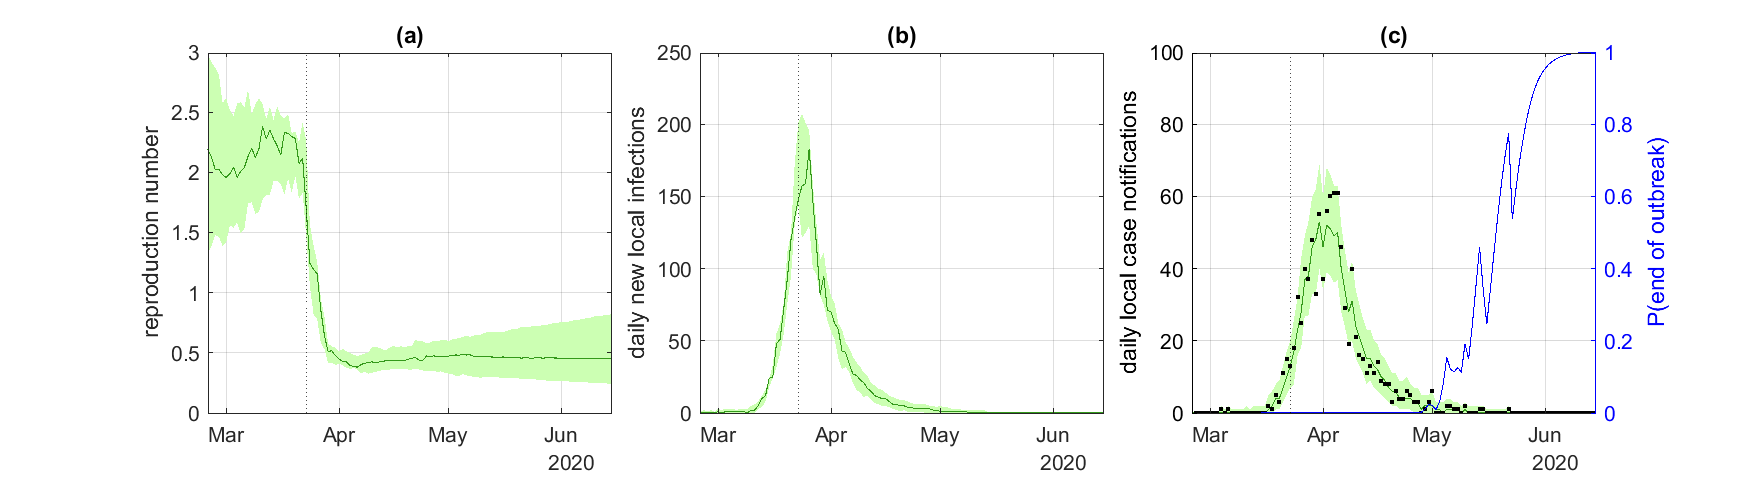 (a)
reproduction number
3
2.5
2
1.5
1
0.5
0
Mar Apr May Jun
2020
(b)
daily new local infections
250
200
150
100
50
0
Mar Apr May Jun
2020
(c)
daily local case notifications
100
80
60
40
20
0
Mar Apr May Jun
2020
1
0.8
0.6
0.4
0.2
0
P(end of outbreak)